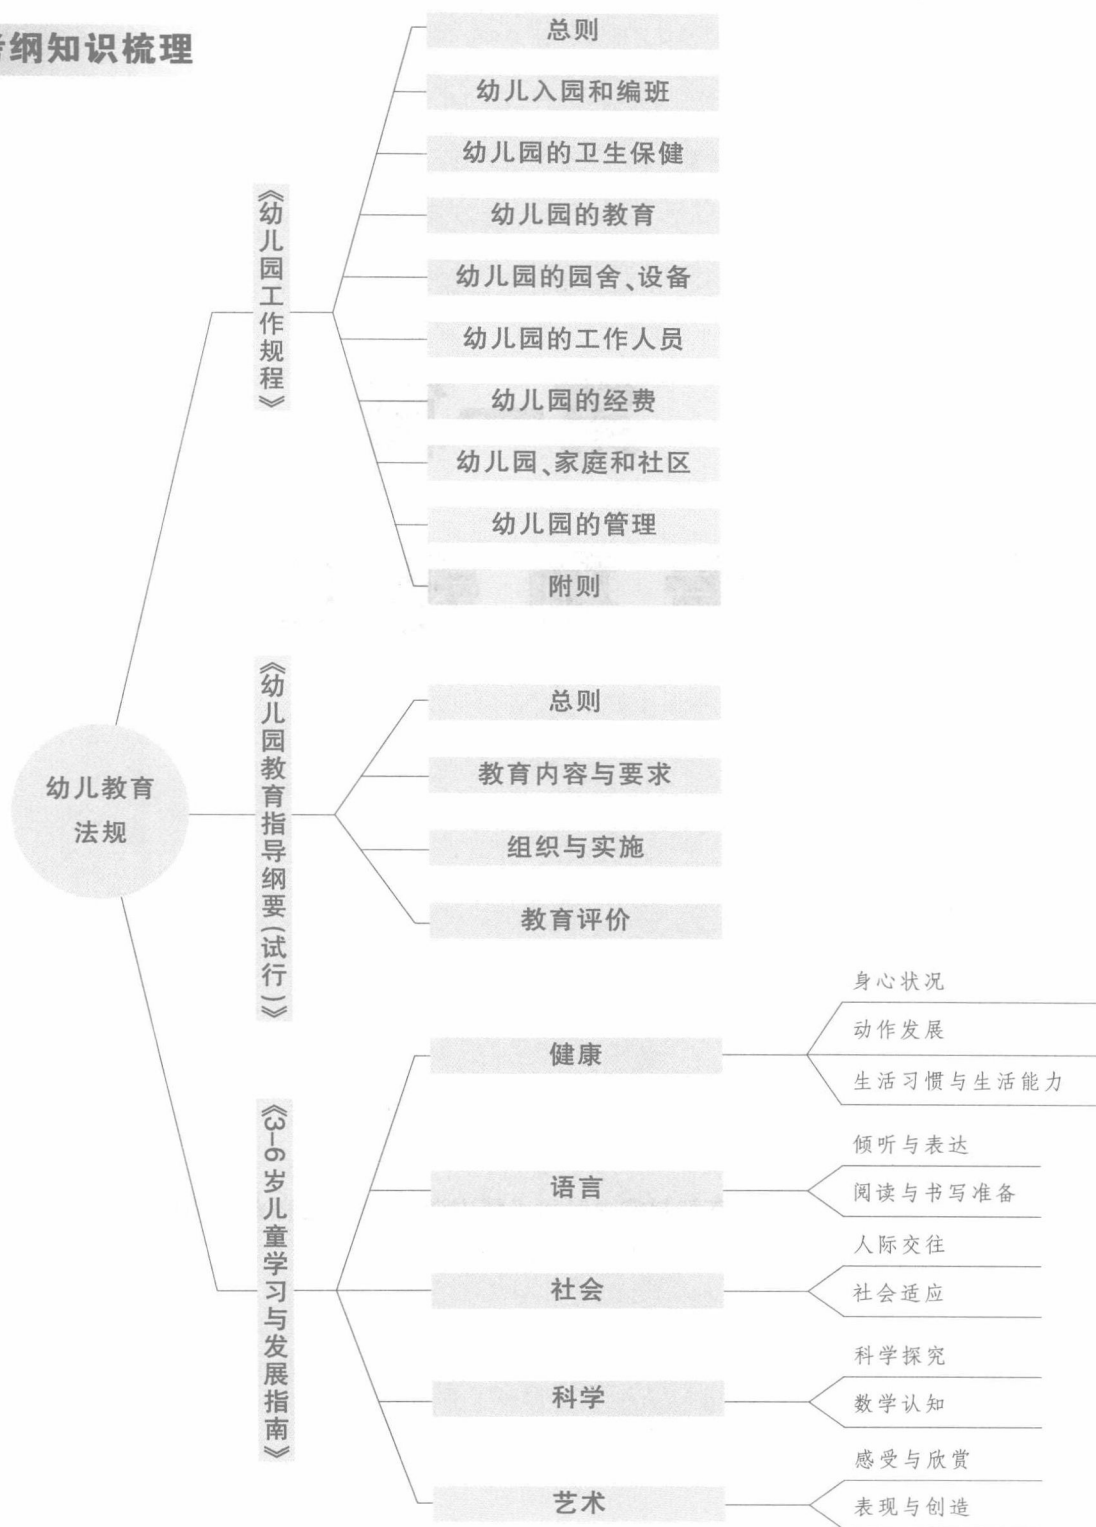 考纲知识梳理
幼儿教育
法规
《幼儿园工作规程》
总则
幼儿入园和编班
幼儿园的卫生保健
幼儿园的教育
幼儿园的园舍、设备
幼儿园的工作人员
幼儿园的经费
幼儿园、家庭和社区
幼儿园的管理
附则
《幼儿园教育指导纲要(试行)》
总则
教育内容与要求
组织与实施
教育评价
《3-6岁儿童学习与发展指南》
健康
身心状况
动作发展
生活习惯与生活能力
语言
倾听与表达
阅读与书写准备
社会
人际交往
社会适应
科学
科学探究
数学认知
艺术
感受与欣赏
表现与创造